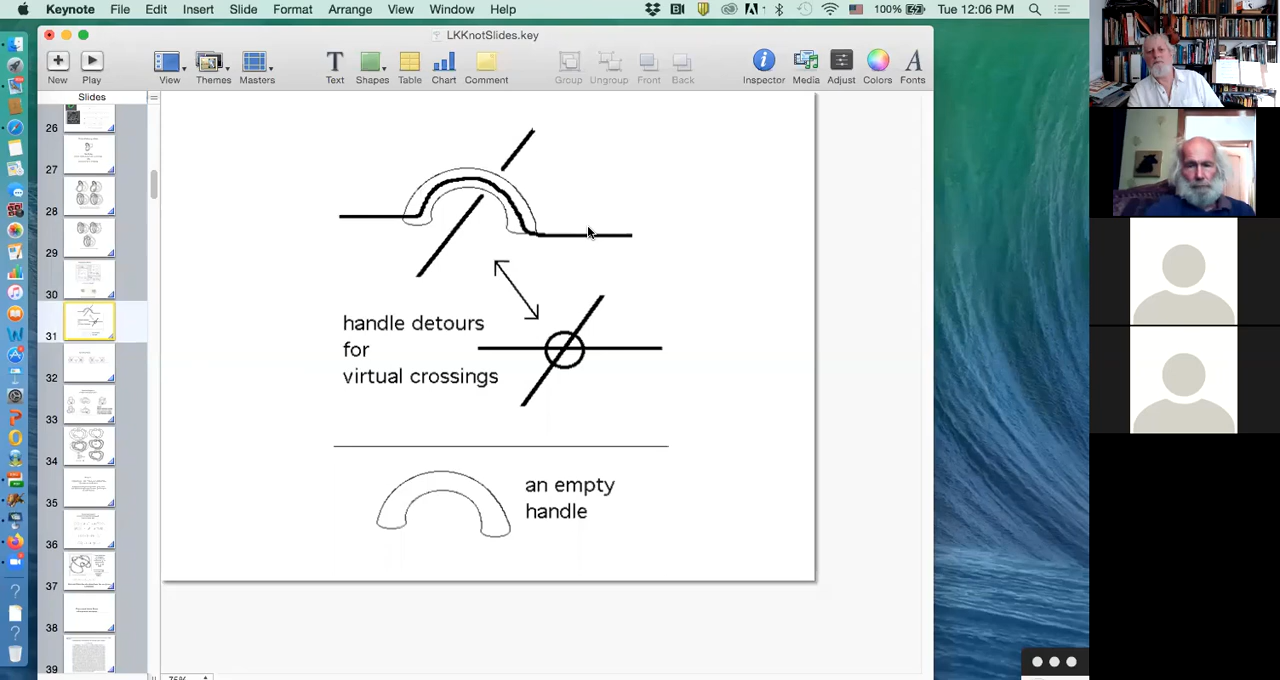 Keynote File Edit Insert Slide Format Arrange View Window Help
100% Tue 12:06 PM
LKKnotSlides.key
New Play View Themes Masters Text Shapes Table Chart Comment Group Ungroup Front Back Inspector Media Adjust Colors Fonts
Slides
26
27
28
29
30
31
32
33
34
35
36
37
38
39
handle detours
for
virtual crossings
an empty
handle